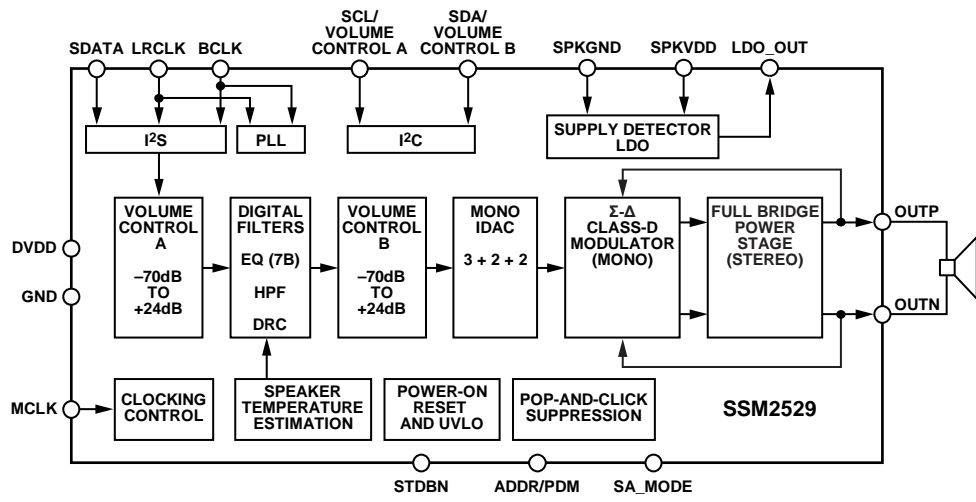 SCL/
VOLUME
CONTROL A
SDA/
VOLUME
CONTROL B
SDATA LRCLK BCLK
SPKGND
SPKVDD
LDO_OUT
I2S
PLL
I2C
SUPPLY DETECTOR
LDO
VOLUME
CONTROL
A
–70dB
TO
+24dB
DIGITAL
FILTERS
EQ (7B)
HPF
DRC
VOLUME
CONTROL
B
–70dB
TO
+24dB
MONO
IDAC
3 + 2 + 2
Σ-Δ
CLASS-D
MODULATOR
(MONO)
FULL BRIDGE
POWER
STAGE
(STEREO)
OUTP
OUTN
DVDD
GND
MCLK
CLOCKING
CONTROL
SPEAKER
TEMPERATURE
ESTIMATION
POWER-ON
RESET
AND UVLO
POP-AND-CLICK
SUPPRESSION
SSM2529
STDBN
ADDR/PDM
SA_MODE